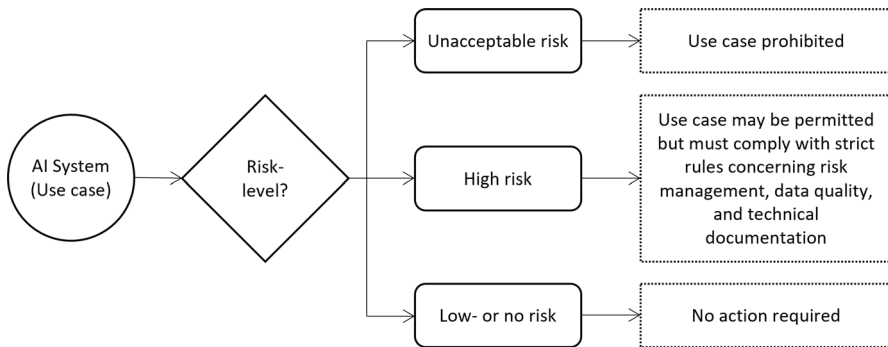 Unacceptable risk
Use case prohibited
AI System
(Use case)
Risk-
level?
High risk
Use case may be permitted
but must comply with strict
rules concerning risk
management, data quality,
and technical
documentation
Low- or no risk
No action required